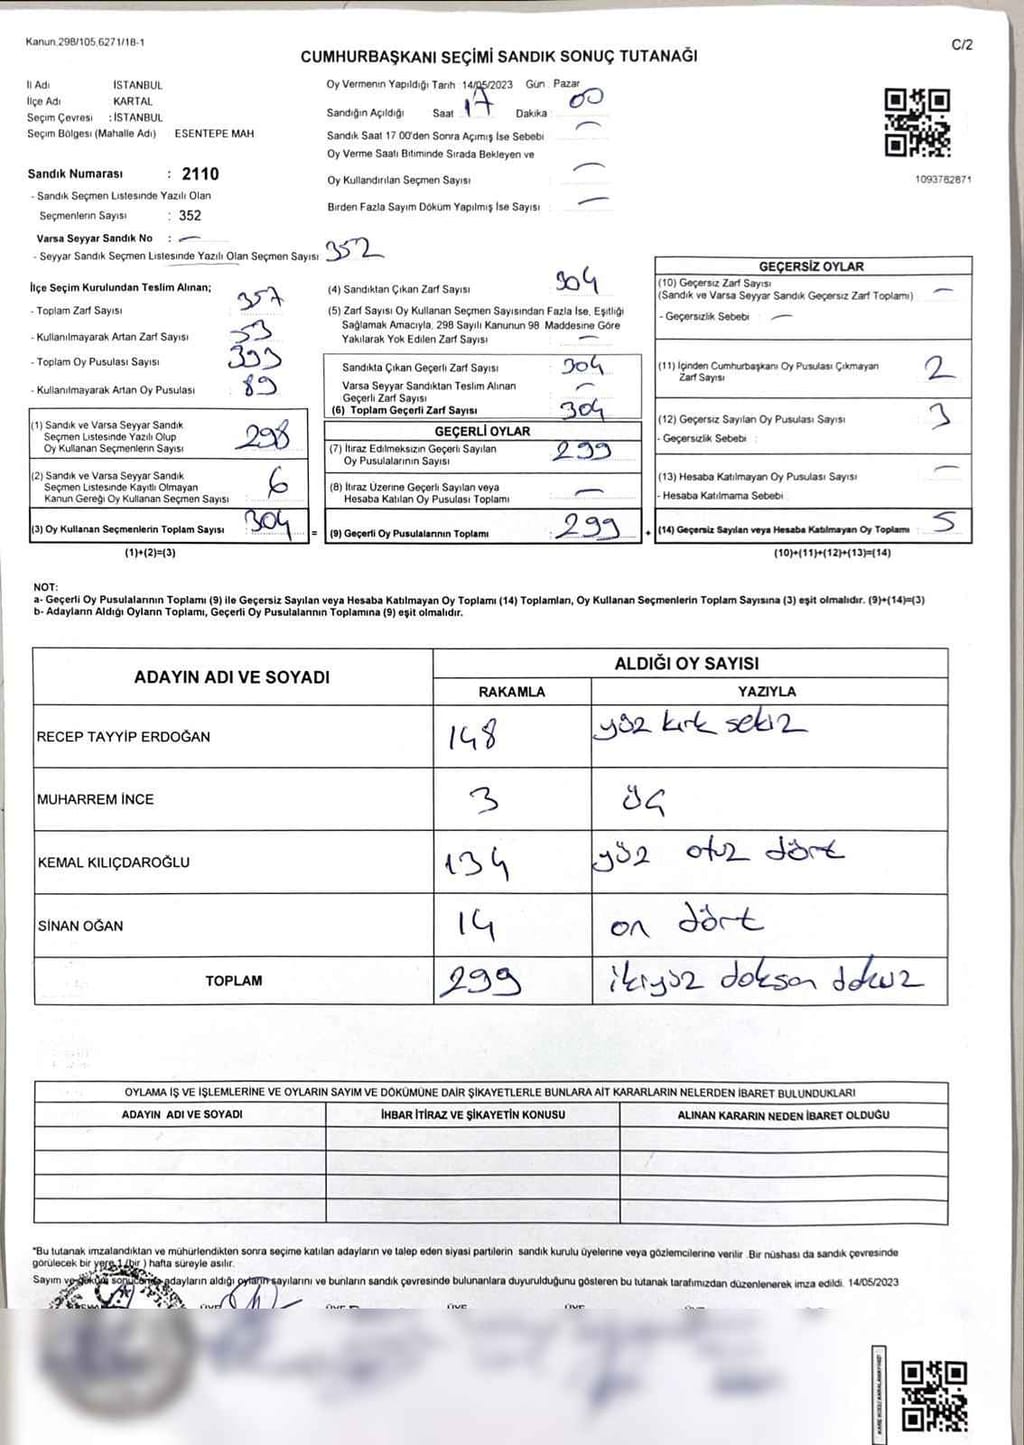 Kanun.298/105,6271/18-1
C/2
CUMHURBAŞKANI SEÇİMİ SANDIK SONUÇ TUTANAĞI
İl Adı İSTANBUL
İlçe Adı KARTAL
Seçim Çevresi : İSTANBUL
Seçim Bölgesi (Mahalle Adı) ESENTEPE MAH
Sandık Numarası : 2110
- Sandık Seçmen Listesinde Yazılı Olan
Seçmenlerin Sayısı : 352
Varsa Seyyar Sandık No : —
- Seyyar Sandık Seçmen Listesinde Yazılı Olan Seçmen Sayısı 352
Oy Vermenin Yapıldığı Tarih : 14/05/2023 Gün : Pazar
Sandığın Açıldığı Saat 17 Dakika : 00
Sandık Saat 17 00'den Sonra Açımış İse Sebebi —
Oy Verme Saatı Bitiminde Sırada Bekleyen ve
Oy Kullandırılan Seçmen Sayısı —
Birden Fazla Sayım Döküm Yapılmış İse Sayısı —
1093762871
İlçe Seçim Kurulundan Teslim Alınan;
- Toplam Zarf Sayısı 357
- Kullanılmayarak Artan Zarf Sayısı 53
- Toplam Oy Pusulası Sayısı 393
- Kullanılmayarak Artan Oy Pusulası 89
(1) Sandık ve Varsa Seyyar Sandık
Seçmen Listesinde Yazılı Olup
Oy Kullanan Seçmenlerin Sayısı 298
(2) Sandık ve Varsa Seyyar Sandık
Seçmen Listesinde Kayıtlı Olmayan
Kanun Gereği Oy Kullanan Seçmen Sayısı 6
(3) Oy Kullanan Seçmenlerin Toplam Sayısı 304 =
(1)+(2)=(3)
(4) Sandıktan Çıkan Zarf Sayısı 304
(5) Zarf Sayısı Oy Kullanan Seçmen Sayısından Fazla İse, Eşitliği
Sağlamak Amacıyla, 298 Sayılı Kanunun 98 Maddesine Göre
Yakılarak Yok Edilen Zarf Sayısı —
Sandıkta Çıkan Geçerli Zarf Sayısı 304
Varsa Seyyar Sandıktan Teslim Alınan
Geçerli Zarf Sayısı —
(6) Toplam Geçerli Zarf Sayısı 304
GEÇERLİ OYLAR
(7) İtiraz Edilmeksizin Geçerli Sayılan
Oy Pusulalarının Sayısı 299
(8) İtiraz Üzerine Geçerli Sayılan veya
Hesaba Katılan Oy Pusulası Toplamı —
(9) Geçerli Oy Pusulalarının Toplamı 299 +
GEÇERSİZ OYLAR
(10) Geçersiz Zarf Sayısı —
(Sandık ve Varsa Seyyar Sandık Geçersiz Zarf Toplamı)
- Geçersizlik Sebebi : —
(11) İçinden Cumhurbaşkanı Oy Pusulası Çıkmayan
Zarf Sayısı 2
(12) Geçersiz Sayılan Oy Pusulası Sayısı 3
- Geçersizlik Sebebi :
(13) Hesaba Katılmayan Oy Pusulası Sayısı —
- Hesaba Katılmama Sebebi
(14) Geçersiz Sayılan veya Hesaba Katılmayan Oy Toplamı 5
(10)+(11)+(12)+(13)=(14)
NOT:
a- Geçerli Oy Pusulalarının Toplamı (9) ile Geçersiz Sayılan veya Hesaba Katılmayan Oy Toplamı (14) Toplamları, Oy Kullanan Seçmenlerin Toplam Sayısına (3) eşit olmalıdır. (9)+(14)=(3)
b- Adayların Aldığı Oyların Toplamı, Geçerli Oy Pusulalarının Toplamına (9) eşit olmalıdır.
ADAYIN ADI VE SOYADI ALDIĞI OY SAYISI
RAKAMLA YAZIYLA
RECEP TAYYİP ERDOĞAN 148 yüz kırk sekiz
MUHARREM İNCE 3 üç
KEMAL KILIÇDAROĞLU 134 yüz otuz dört
SİNAN OĞAN 14 on dört
TOPLAM 299 ikiyüz doksan dokuz
OYLAMA İŞ VE İŞLEMLERİNE VE OYLARIN SAYIM VE DÖKÜMÜNE DAİR ŞİKAYETLERLE BUNLARA AİT KARARLARIN NELERDEN İBARET BULUNDUKLARI
ADAYIN ADI VE SOYADI İHBAR İTİRAZ VE ŞİKAYETİN KONUSU ALINAN KARARIN NEDEN İBARET OLDUĞU
*Bu tutanak imzalandıktan ve mühürlendikten sonra seçime katılan adayların ve talep eden siyasi partilerin sandık kurulu üyelerine veya gözlemcilerine verilir. Bir nüshası da sandık çevresinde
görülecek bir yere 1 (bir) hafta süreyle asılır.
Sayım ve döküm sonucunda adayların aldığı oyların sayılarını ve bunların sandık çevresinde bulunanlara duyurulduğunu gösteren bu tutanak tarafımızdan düzenlenerek imza edildi. 14/05/2023